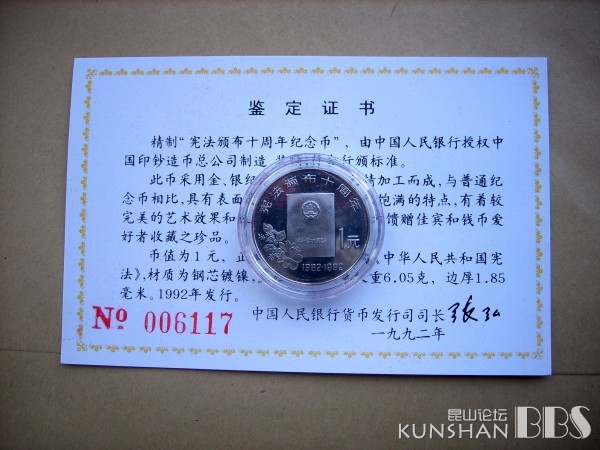 鉴定证书
精制“宪法颁布十周年纪念币”,由中国人民银行授权中
国印钞造币总公司制造,行颁标准。
此币采用金、银纪精加工而成,与普通纪
念币相比,具有表面饱满的特点,有着较
完美的艺术效果和馈赠佳宾和钱币爱
好者收藏之珍品。
币值为1元,正《中华人民共和国宪
法》,材质为钢芯镀镍,重6.05克,边厚1.85
毫米。1992年发行。
中国人民银行货币发行司司长
一九九二年
No 006117
宪法颁布十周年
1元
1982-1992
昆山论坛
KUNSHAN BBS